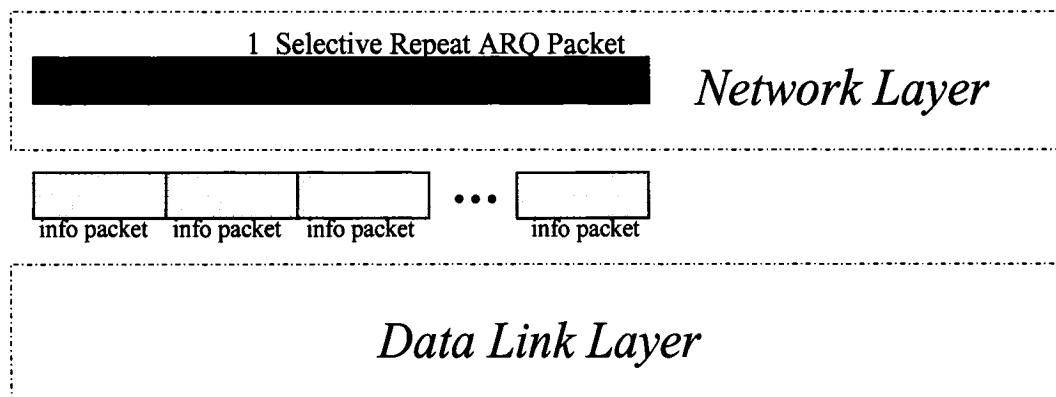 1 Selective Repeat ARQ Packet
Network Layer
info packet info packet info packet info packet
Data Link Layer